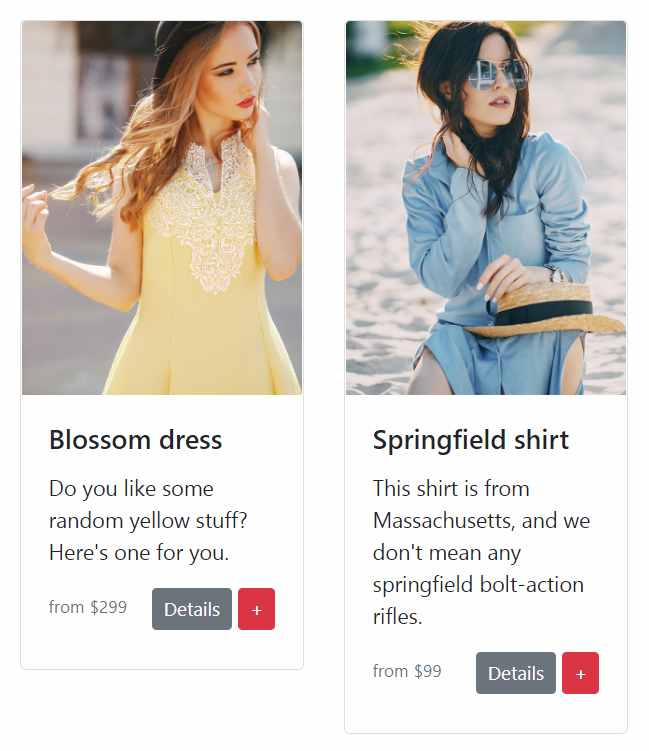 Blossom dress
Do you like some
random yellow stuff?
Here's one for you.
from $299
Details
+
Springfield shirt
This shirt is from
Massachusetts, and we
don't mean any
springfield bolt-action
rifles.
from $99
Details
+